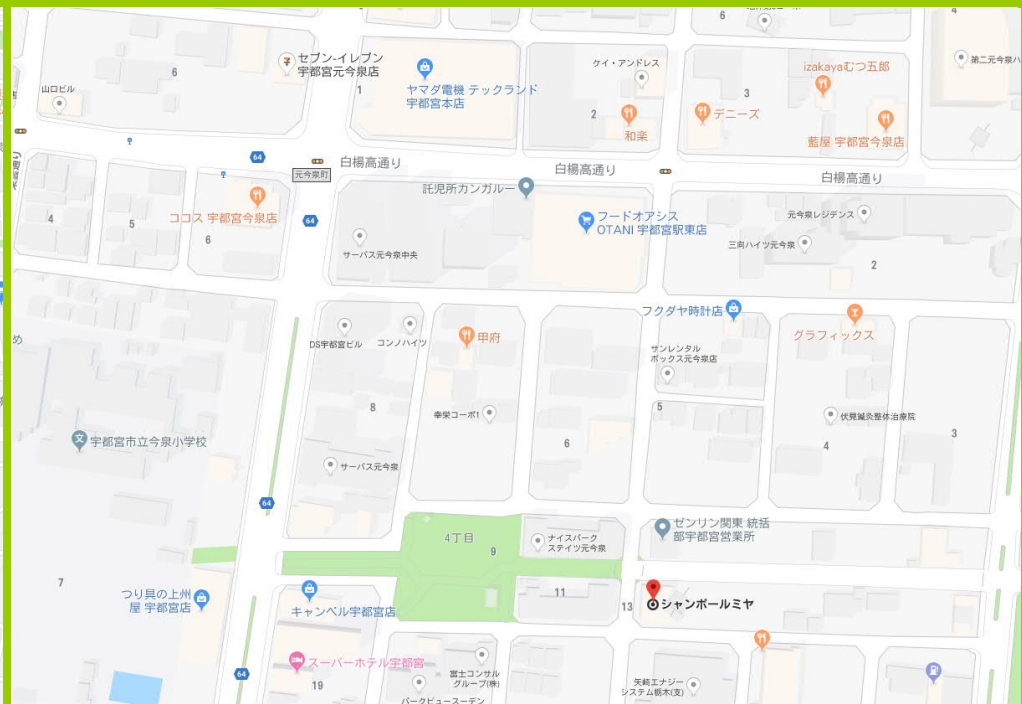 6
4
セブン-イレブン
宇都宮元今泉店
6
山口ビル
1
ヤマダ電機 テックランド
宇都宮本店
ケイ・アンドレス
2
和楽
3
デニーズ
izakayaむつ五郎
藍屋 宇都宮今泉店
64
白楊高通り
白楊高通り
白楊高通り
元今泉町
託児所カンガルー
4
5
ココス 宇都宮今泉店
6
64
サーパス元今泉中央
フードオアシス
OTANI 宇都宮駅東店
元今泉レジデンス
三向ハイツ元今泉
2
フクダヤ時計店
グラフィックス
DS宇都宮ビル
コンノハイツ
甲府
サンレンタル
ボックス元今泉店
8
幸栄コーポ1
5
伏見鍼灸整体治療院
宇都宮市立今泉小学校
6
4
3
サーパス元今泉
64
ゼンリン関東 統括
部宇都宮営業所
4丁目
9
ナイスパーク
ステイツ元今泉
7
つり具の上州
屋 宇都宮店
キャンベル宇都宮店
11
13
シャンポールミヤ
スーパーホテル宇都宮
64
19
富士コンサル
グループ(株)
パークビュースーデン
矢崎エナジー
システム栃木(支)